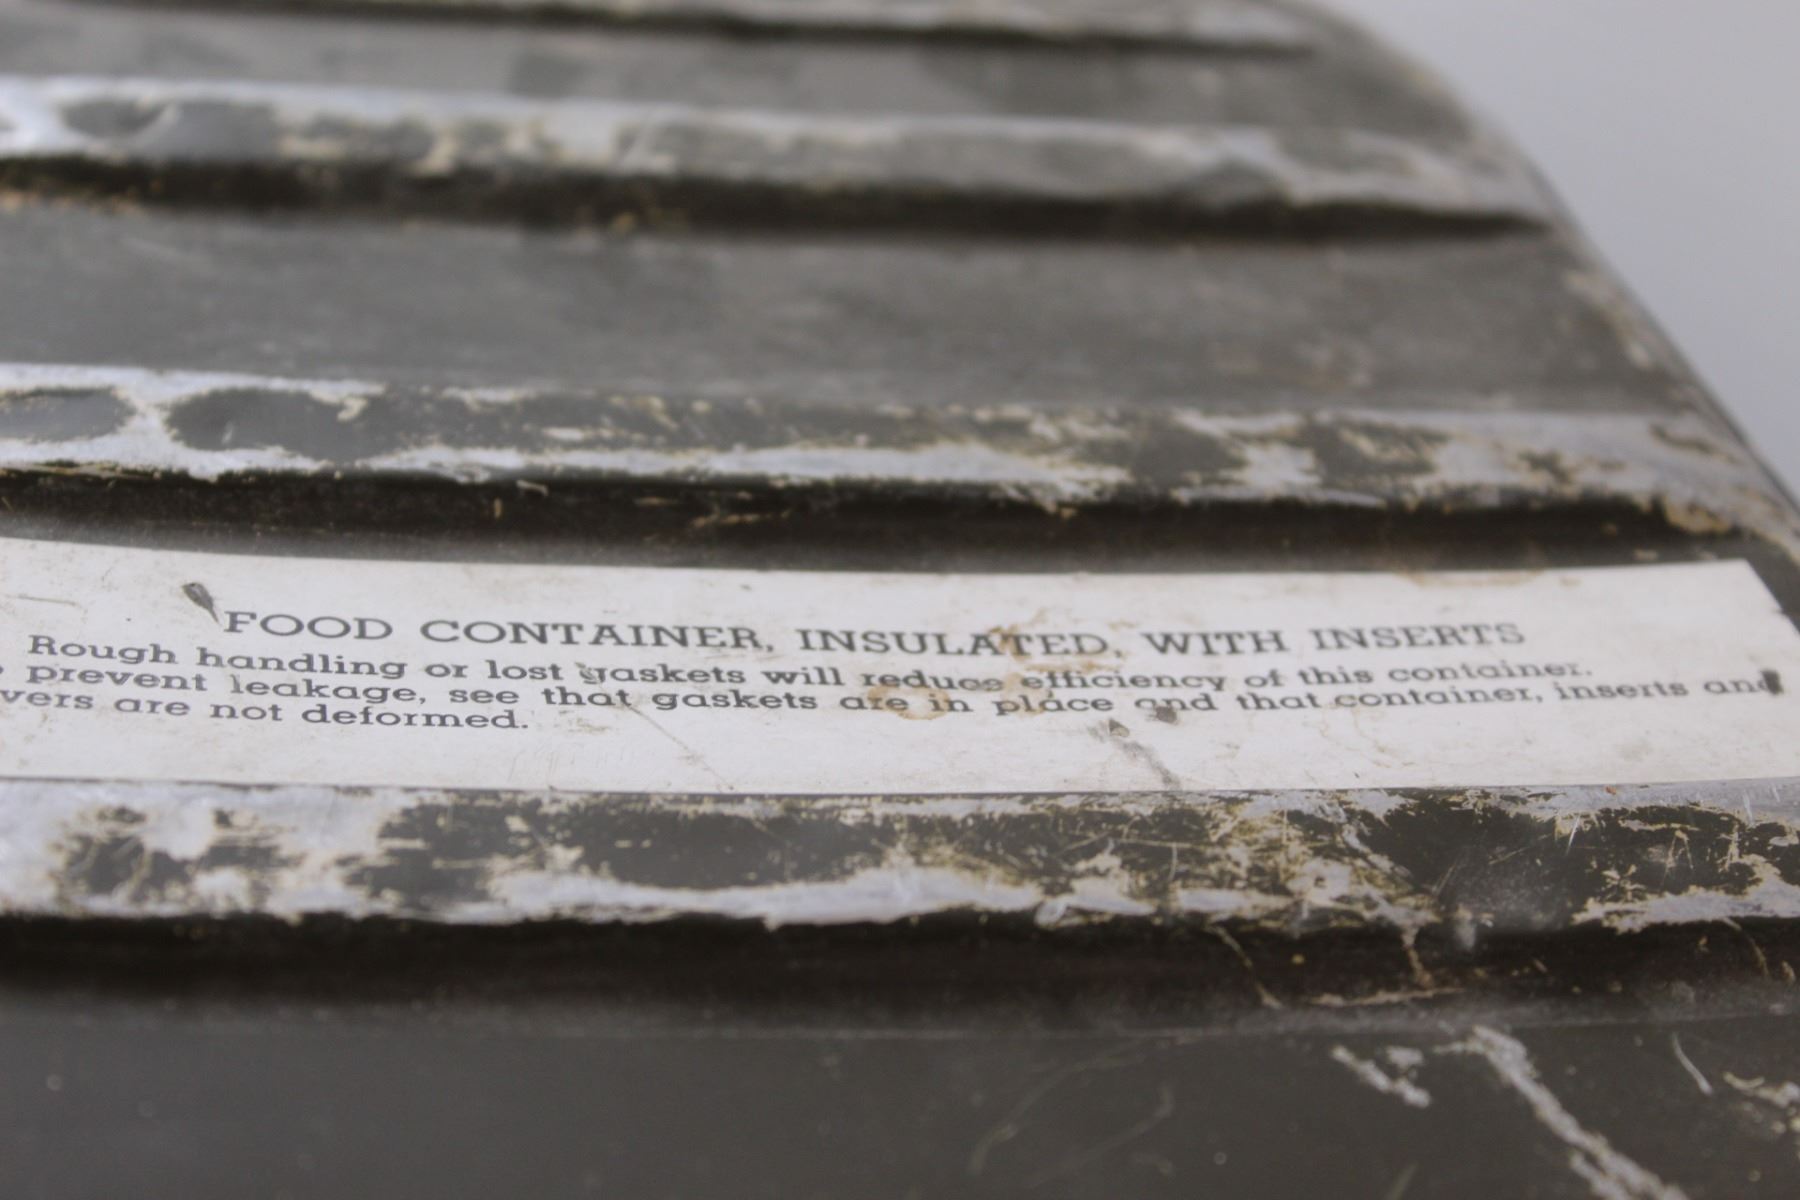 FOOD CONTAINER, INSULATED, WITH INSERTS
Rough handling or lost gaskets will reduce efficiency of this container.
prevent leakage, see that gaskets are in place and that container, inserts and
vers are not deformed.